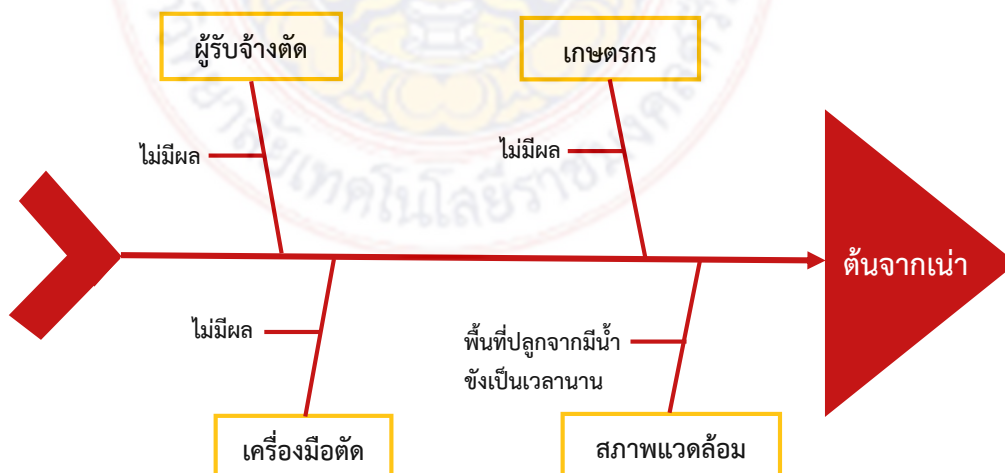 ผู้รับจ้างตัด
เกษตรกร
ไม่มีผล
ไม่มีผล
ต้นจากเน่า
ไม่มีผล
พื้นที่ปลูกจากมีน้ำ
ขังเป็นเวลานาน
เครื่องมือตัด
สภาพแวดล้อม